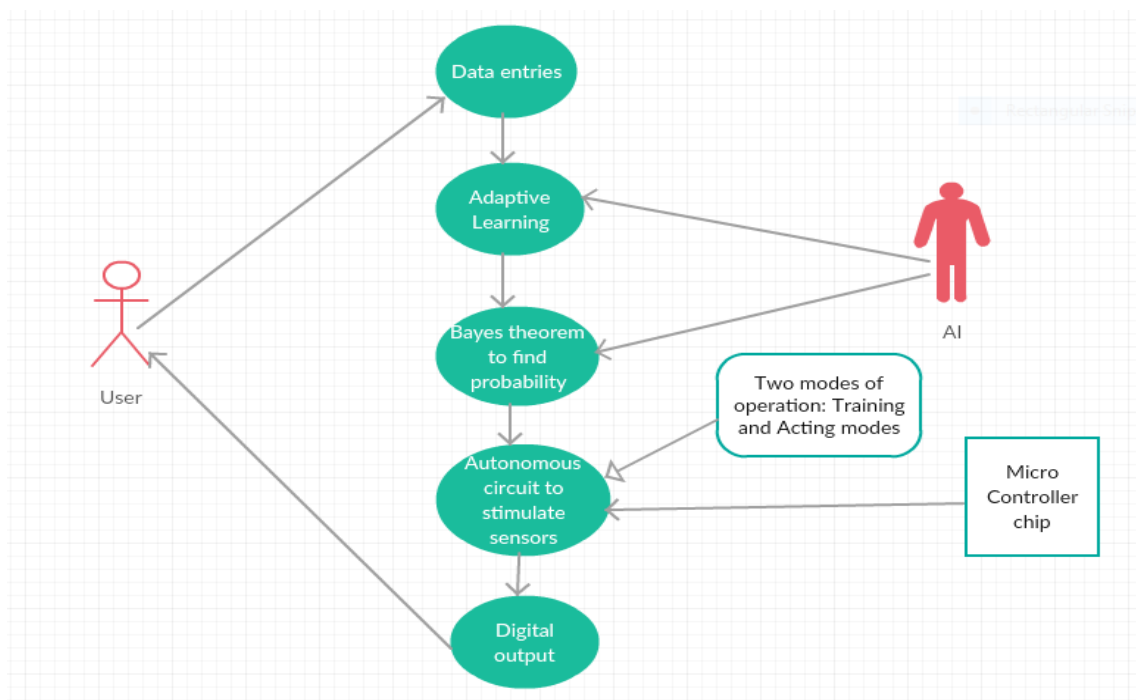 Data entries
Adaptive
Learning
AI
Bayes theorem
to find
probability
User
Two modes of
operation: Training
and Acting modes
Autonomous
circuit to
stimulate
sensors
Micro
Controller
chip
Digital
output